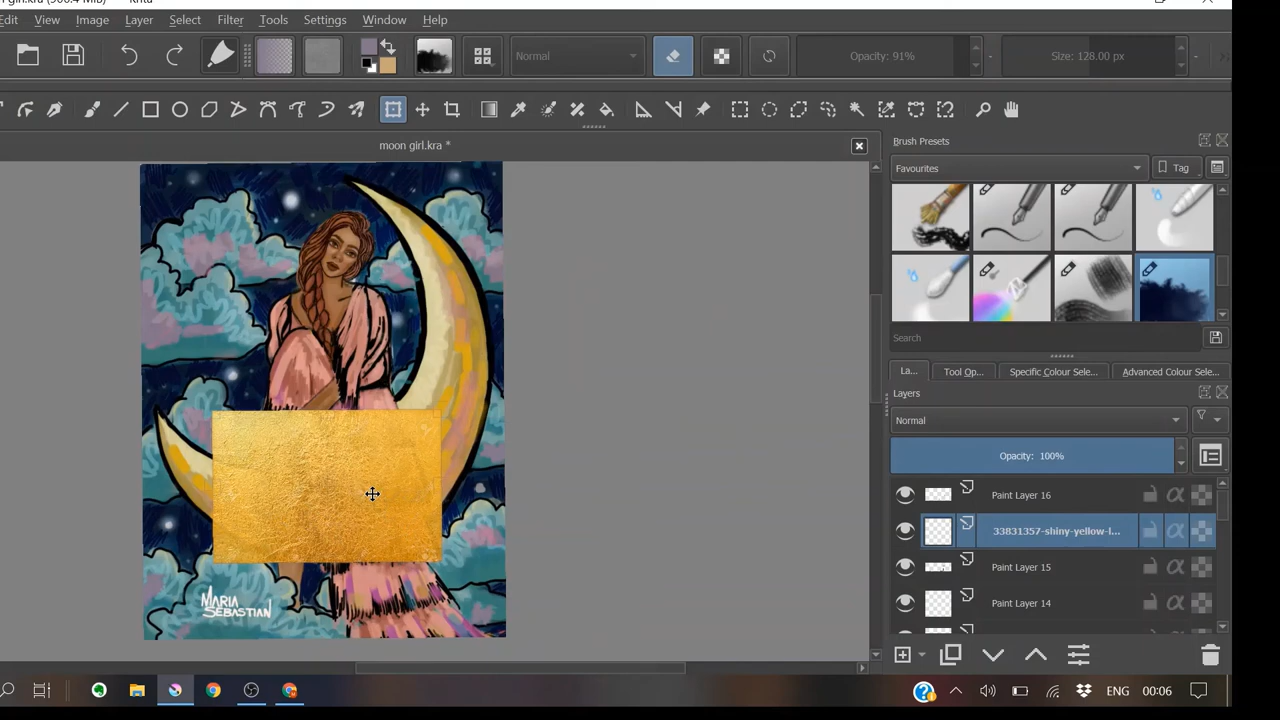 Edit View Image Layer Select Filter Tools Settings Window Help
Normal
Opacity: 91%
Size: 128.00 px
moon girl.kra *
Brush Presets
Favourites
Tag
Search
La...
Tool Op...
Specific Colour Sele...
Advanced Colour Sele...
Layers
Normal
Opacity: 100%
Paint Layer 16
33831357-shiny-yellow-l...
Paint Layer 15
Paint Layer 14
MARIA
SEBASTIAN
ENG
00:06